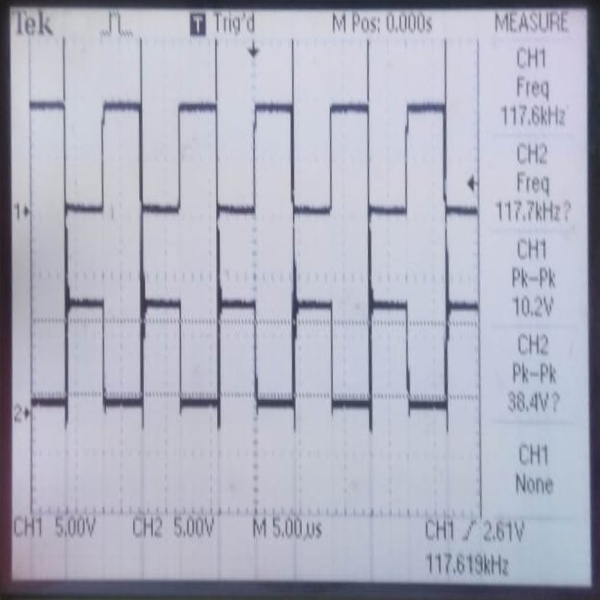 Tek T Trig'd M Pos: 0.000s MEASURE
CH1
Freq
117.6kHz
CH2
Freq
117.7kHz?
1
CH1
Pk-Pk
10.2V
CH2
Pk-Pk
38.4V?
2
CH1
None
CH1 5.00V CH2 5.00V M 5.00µs CH1 2.61V
117.619kHz